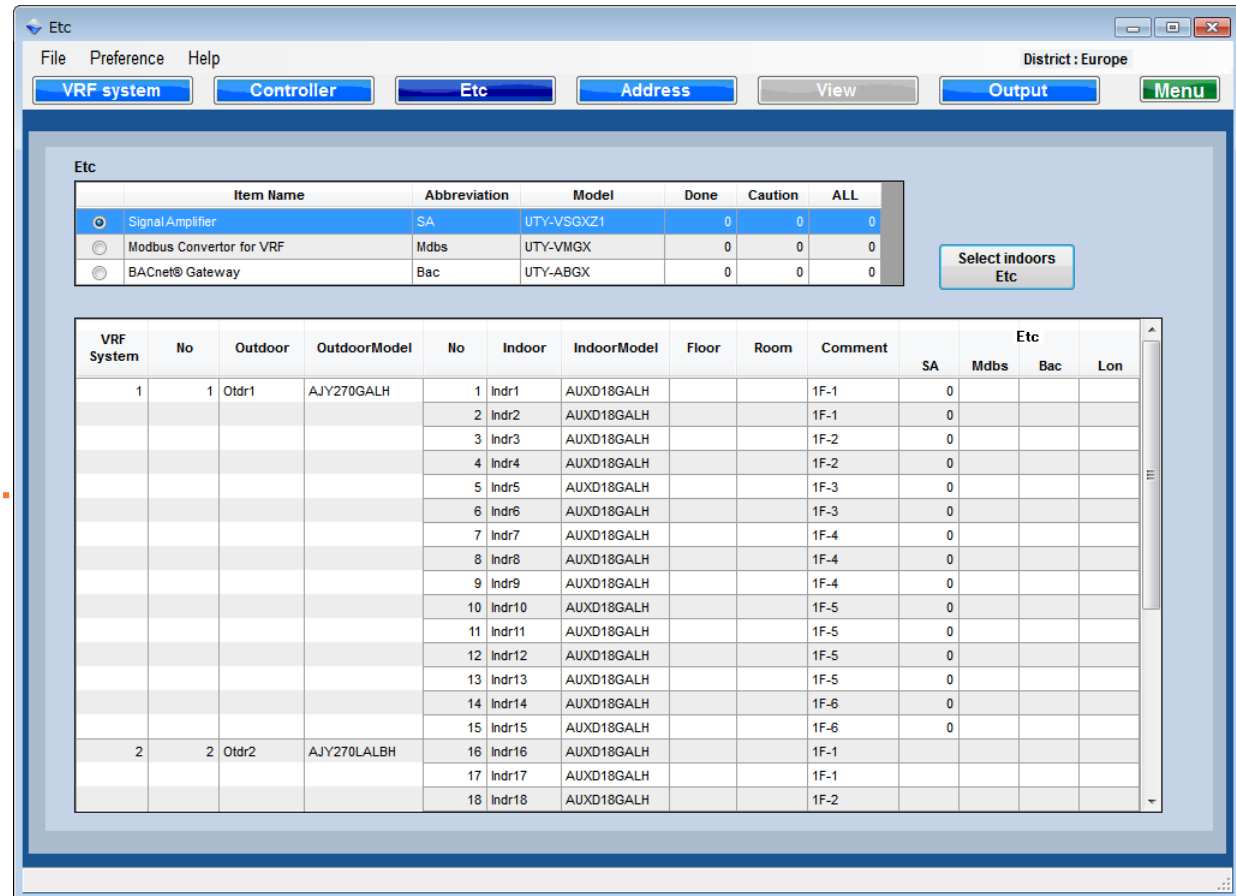 Etc
File Preference Help District : Europe
VRF system Controller Etc Address View Output Menu
Etc
Item Name Abbreviation Model Done Caution ALL
Signal Amplifier SA UTY-VSGXZ1 0 0 0
Modbus Convertor for VRF Mdbs UTY-VMGX 0 0 0
BACnet® Gateway Bac UTY-ABGX 0 0 0
Select indoors
Etc
VRF System No Outdoor OutdoorModel No Indoor IndoorModel Floor Room Comment Etc
SA Mdbs Bac Lon
1 1 Otdr1 AJY270GALH 1 Indr1 AUXD18GALH 1F-1 0
2 Indr2 AUXD18GALH 1F-1 0
3 Indr3 AUXD18GALH 1F-2 0
4 Indr4 AUXD18GALH 1F-2 0
5 Indr5 AUXD18GALH 1F-3 0
6 Indr6 AUXD18GALH 1F-3 0
7 Indr7 AUXD18GALH 1F-4 0
8 Indr8 AUXD18GALH 1F-4 0
9 Indr9 AUXD18GALH 1F-4 0
10 Indr10 AUXD18GALH 1F-5 0
11 Indr11 AUXD18GALH 1F-5 0
12 Indr12 AUXD18GALH 1F-5 0
13 Indr13 AUXD18GALH 1F-5 0
14 Indr14 AUXD18GALH 1F-6 0
15 Indr15 AUXD18GALH 1F-6 0
2 2 Otdr2 AJY270LALBH 16 Indr16 AUXD18GALH 1F-1
17 Indr17 AUXD18GALH 1F-1
18 Indr18 AUXD18GALH 1F-2